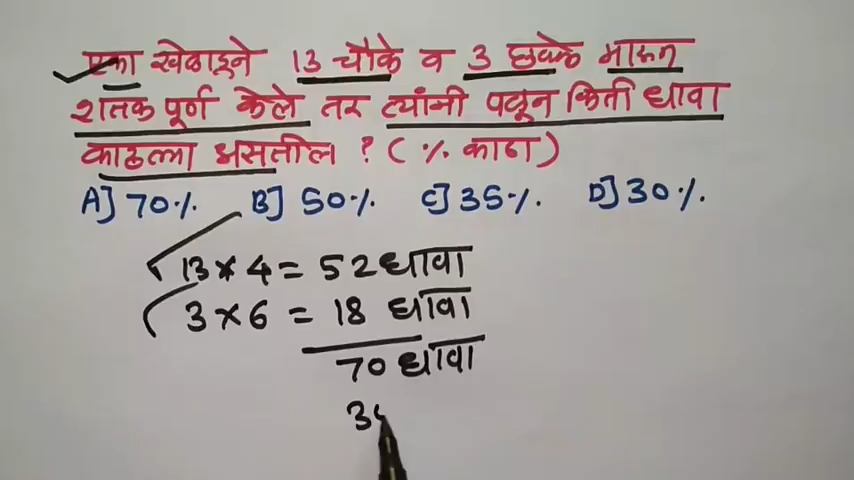 एका खेळाडूने 13 चौके व 3 छक्के मारून
शतक पूर्ण केले तर त्यांनी पळून किती धावा
काढल्या असतील ? ( % काढा )
A] 70% B] 50% C] 35% D] 30%
13 * 4 = 52 धावा
3 * 6 = 18 धावा
70 धावा